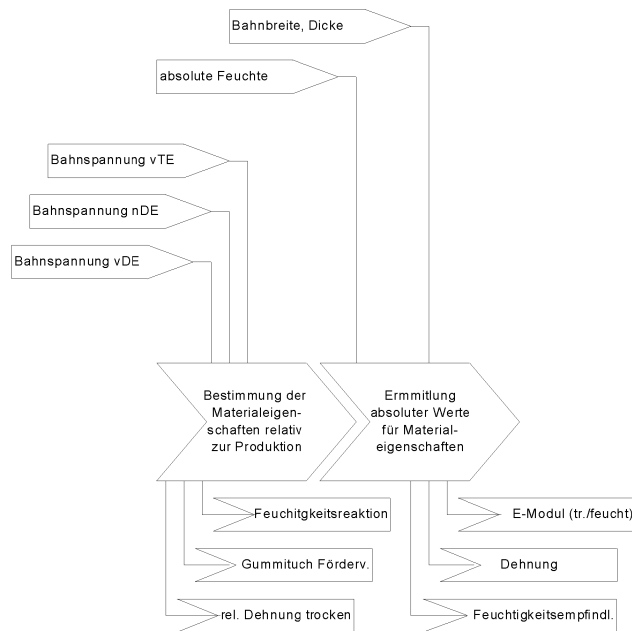 Bahnbreite, Dicke
absolute Feuchte
Bahnspannung vTE
Bahnspannung nDE
Bahnspannung vDE
Bestimmung der
Materialeigen-
schaften relativ
zur Produktion
Ermmitlung
absoluter Werte
für Material-
eigenschaften
Feuchitgkeitsreaktion
Gummituch Förderv.
rel. Dehnung trocken
E-Modul (tr./feucht)
Dehnung
Feuchtigkeitsempfindl.